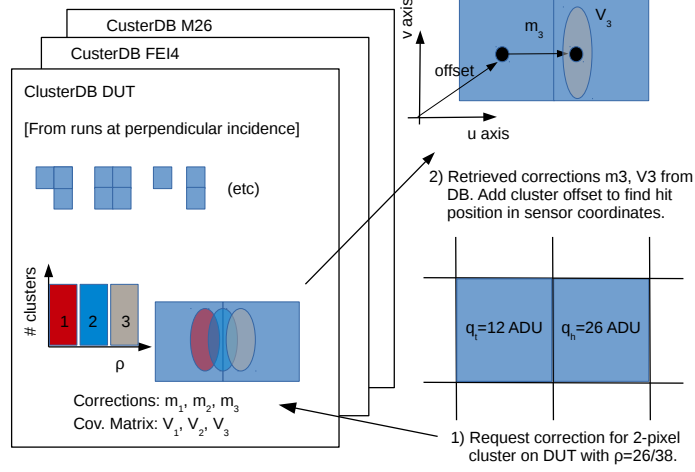 CusterDB M26
CusterDB FEI4
ClusterDB DUT
[From runs at perpendicular incidence]
(etc)
# clusters
1
2
3
ρ
Corrections: m1, m2, m3
Cov. Matrix: V1, V2, V3
v axis
m3
V3
offset
u axis
2) Retrieved corrections m3, V3 from
DB. Add cluster offset to find hit
position in sensor coordinates.
qt=12 ADU
qh=26 ADU
1) Request correction for 2-pixel
cluster on DUT with ρ=26/38.